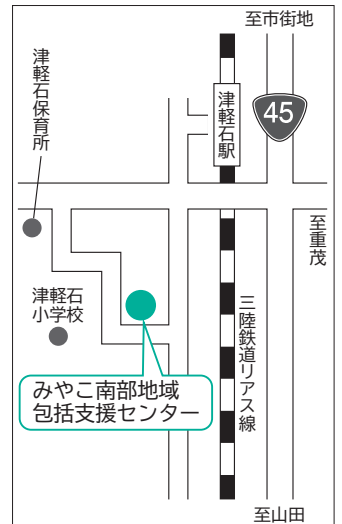 至市街地
津軽石保育所
津軽石駅
45
至重茂
津軽石
小学校
三陸鉄道リアス線
みやこ南部地域
包括支援センター
至山田